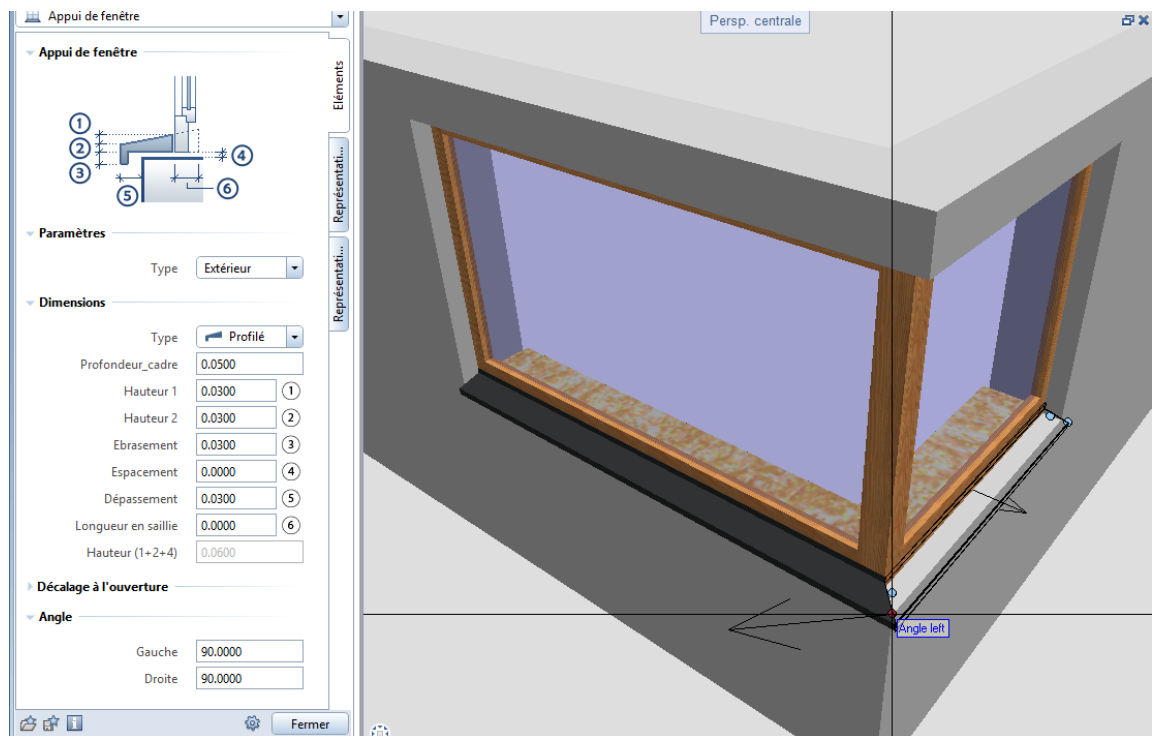 Appui de fenêtre
Persp. centrale
Appui de fenêtre
1
2
3
4
5
6
Eléments
Représentati...
Représentati...
Paramètres
Type Extérieur
Dimensions
Type Profilé
Profondeur_cadre 0.0500
Hauteur 1 0.0300 1
Hauteur 2 0.0300 2
Ebrasement 0.0300 3
Espacement 0.0000 4
Dépassement 0.0300 5
Longueur en saillie 0.0000 6
Hauteur (1+2+4) 0.0600
Décalage à l'ouverture
Angle
Gauche 90.0000
Droite 90.0000
Fermer
Angle left